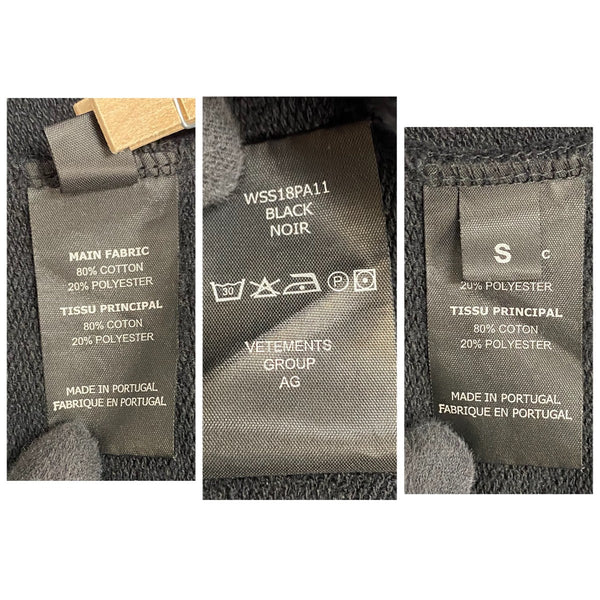 MAIN FABRIC
80% COTTON
20% POLYESTER
TISSU PRINCIPAL
80% COTON
20% POLYESTER
MADE IN PORTUGAL
FABRIQUE EN PORTUGAL
WSS18PA11
BLACK
NOIR
30 P
VETEMENTS
GROUP
AG
S C
20% POLYESTER
TISSU PRINCIPAL
80% COTON
20% POLYESTER
MADE IN PORTUGAL
FABRIQUE EN PORTUGAL